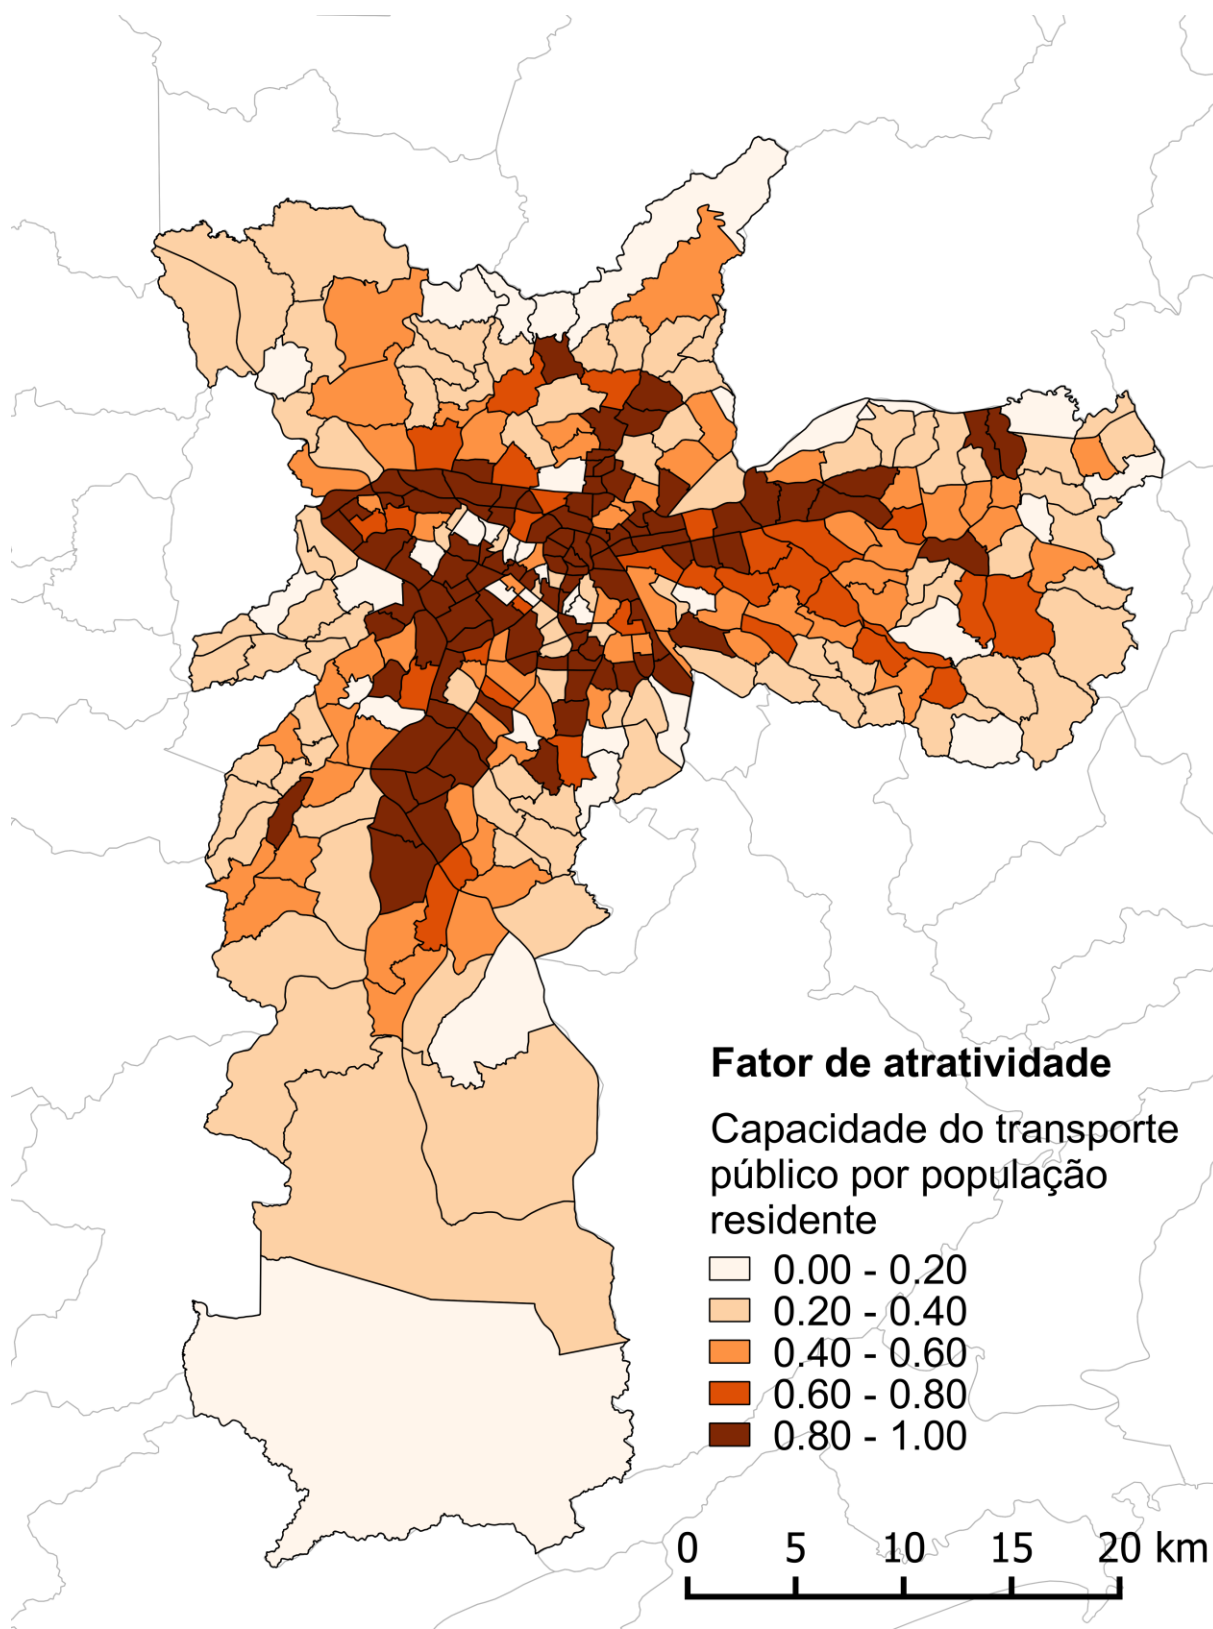 Fator de atratividade
Capacidade do transporte
público por população
residente
0.00 - 0.20
0.20 - 0.40
0.40 - 0.60
0.60 - 0.80
0.80 - 1.00
0 5 10 15 20 km